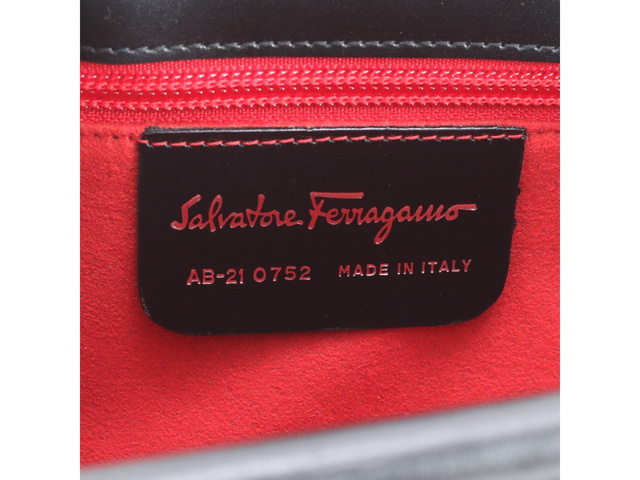 Salvatore Ferragamo
AB-21 0752 MADE IN ITALY